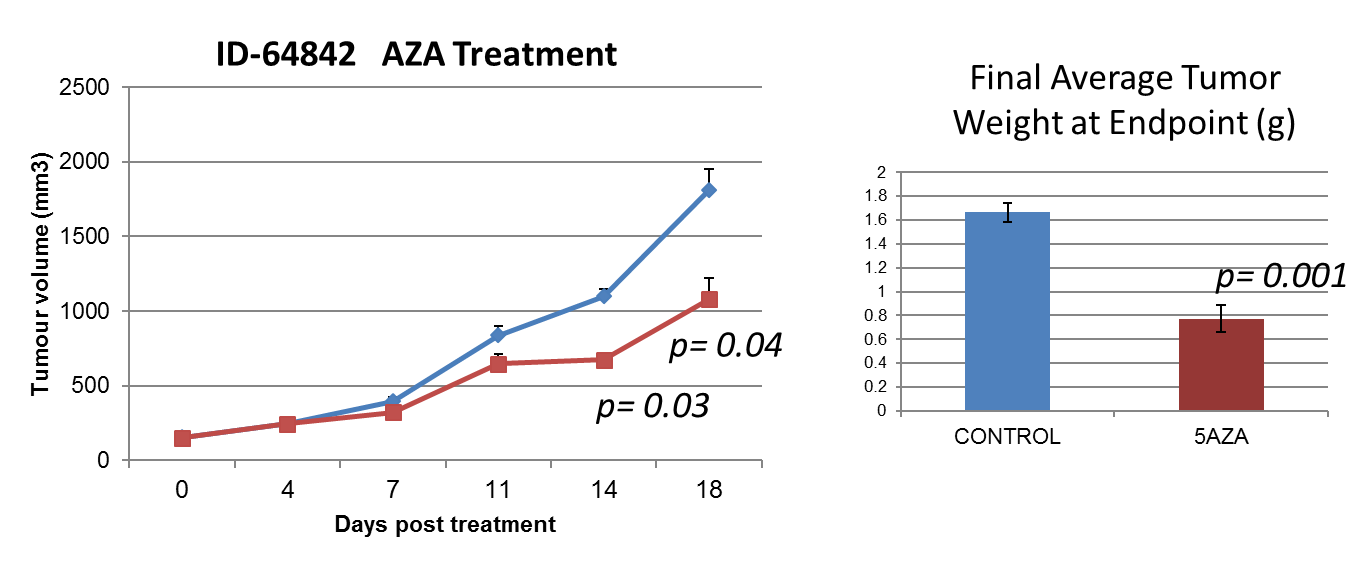 ID-64842 AZA Treatment
2500
2000
1500
1000
500
0
Tumour volume (mm3)
0 4 7 11 14 18
Days post treatment
p= 0.04
p= 0.03
Final Average Tumor
Weight at Endpoint (g)
2
1.8
1.6
1.4
1.2
1
0.8
0.6
0.4
0.2
0
p= 0.001
CONTROL 5AZA